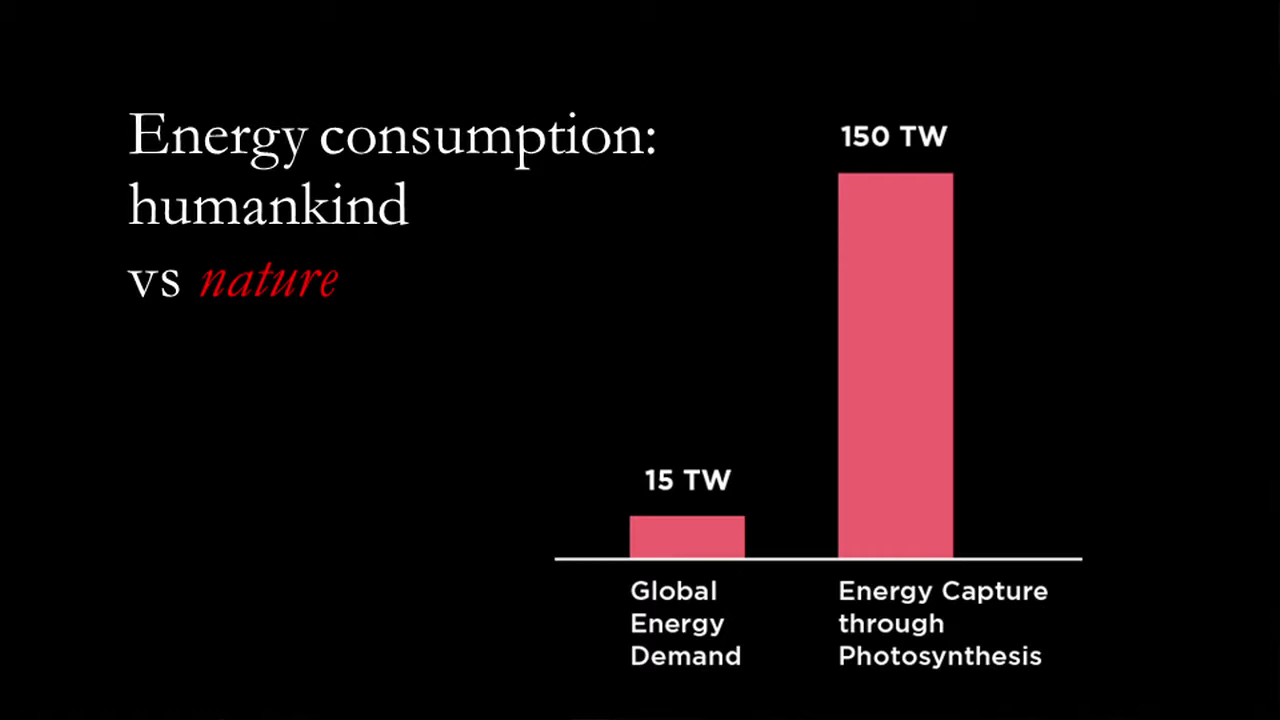 Energy consumption:
humankind
vs nature
150 TW
15 TW
Global
Energy
Demand
Energy Capture
through
Photosynthesis